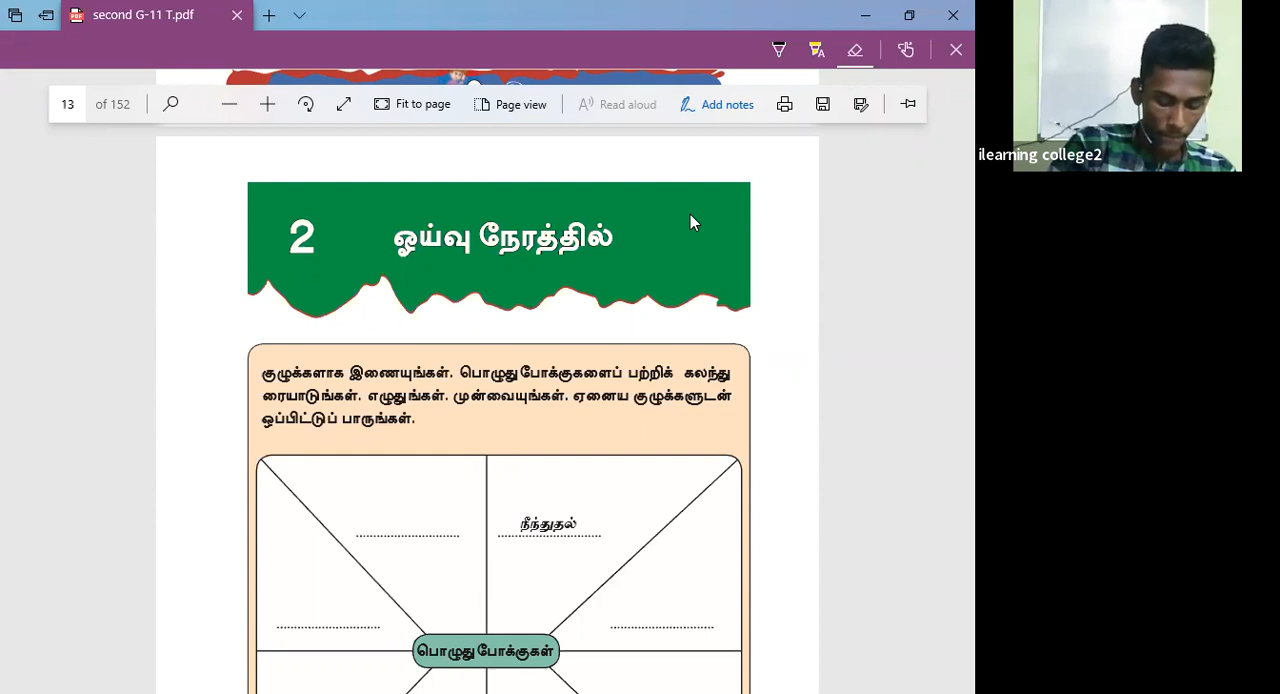 second G-11 T.pdf
13 of 152
Fit to page
Page view
Read aloud
Add notes
ilearning college2
2 ஓய்வு நேரத்தில்
குழுக்களாக இணையுங்கள். பொழுதுபோக்குகளைப் பற்றிக் கலந்து
ரையாடுங்கள். எழுதுங்கள். முன்வையுங்கள். ஏனைய குழுக்களுடன்
ஒப்பிட்டுப் பாருங்கள்.
நீந்துதல்
பொழுதுபோக்குகள்